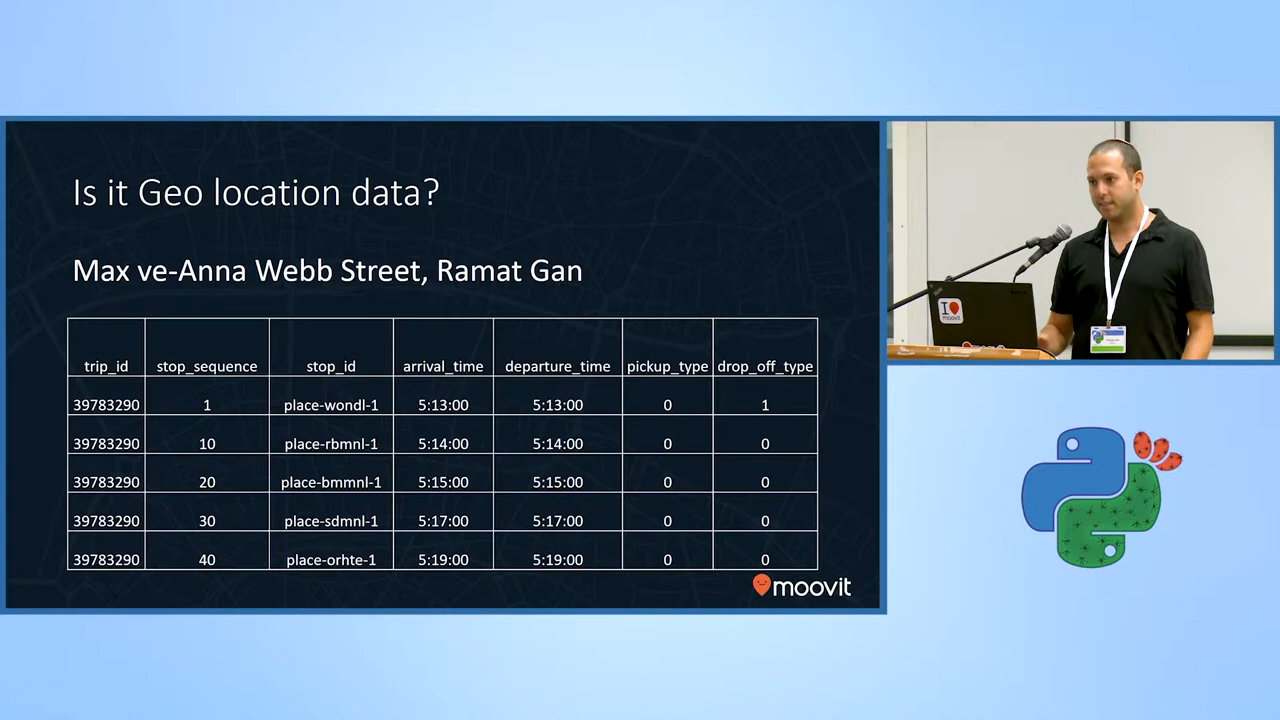 Is it Geo location data?
Max ve-Anna Webb Street, Ramat Gan
trip_id stop_sequence stop_id arrival_time departure_time pickup_type drop_off_type
39783290 1 place-wondl-1 5:13:00 5:13:00 0 1
39783290 10 place-rbmnl-1 5:14:00 5:14:00 0 0
39783290 20 place-bmmnl-1 5:15:00 5:15:00 0 0
39783290 30 place-sdmnl-1 5:17:00 5:17:00 0 0
39783290 40 place-orhte-1 5:19:00 5:19:00 0 0
moovit
I
moovit